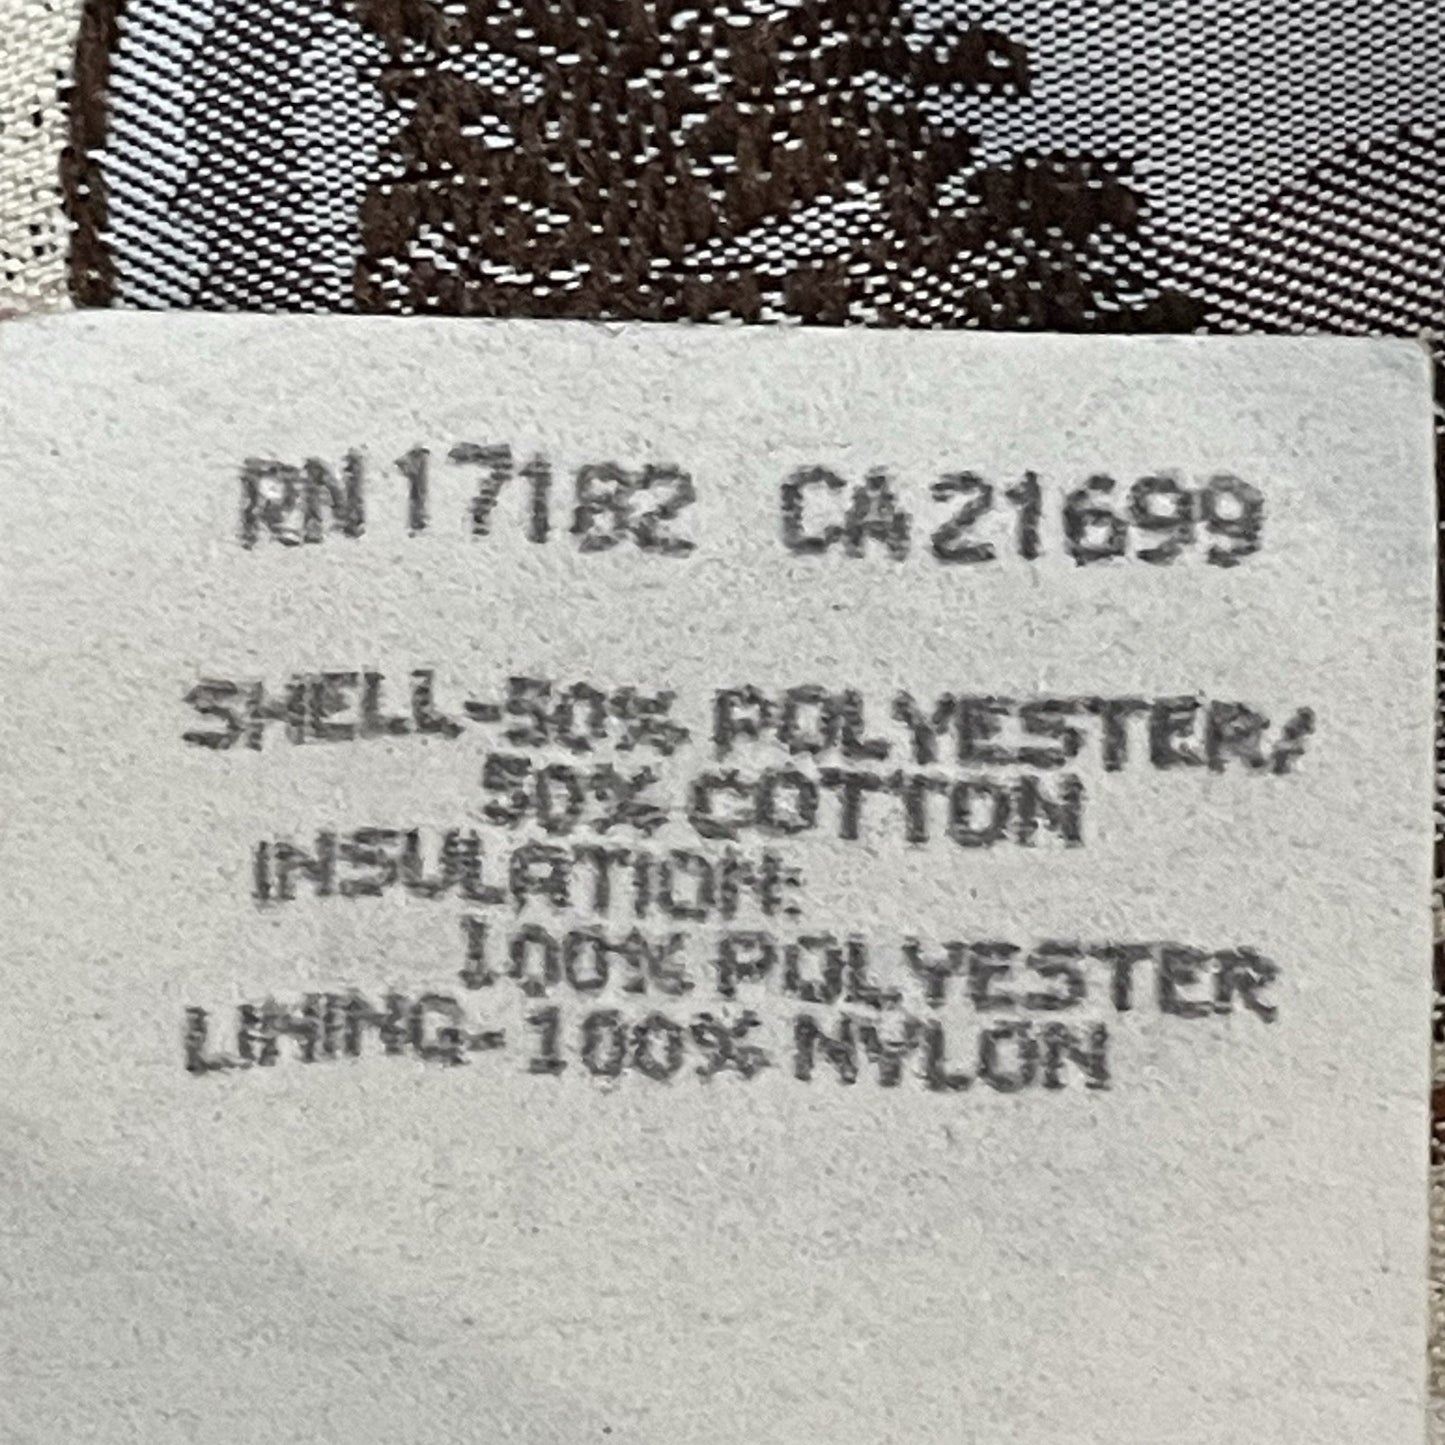 RN 17182 CA 21699
SHELL-50% POLYESTER/
50% COTTON
INSULATION:
100% POLYESTER
LINING-100% NYLON